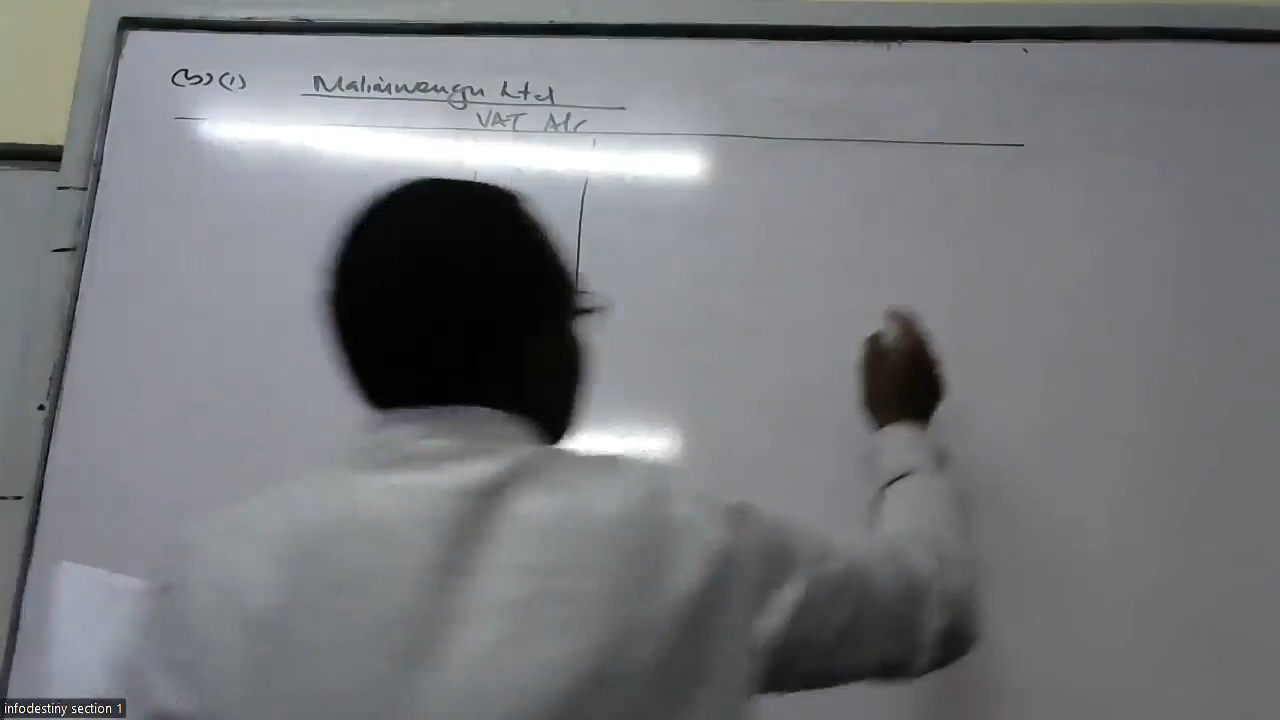 (b)(i) Maliawengu Ltd
VAT A/c
infodestiny section 1